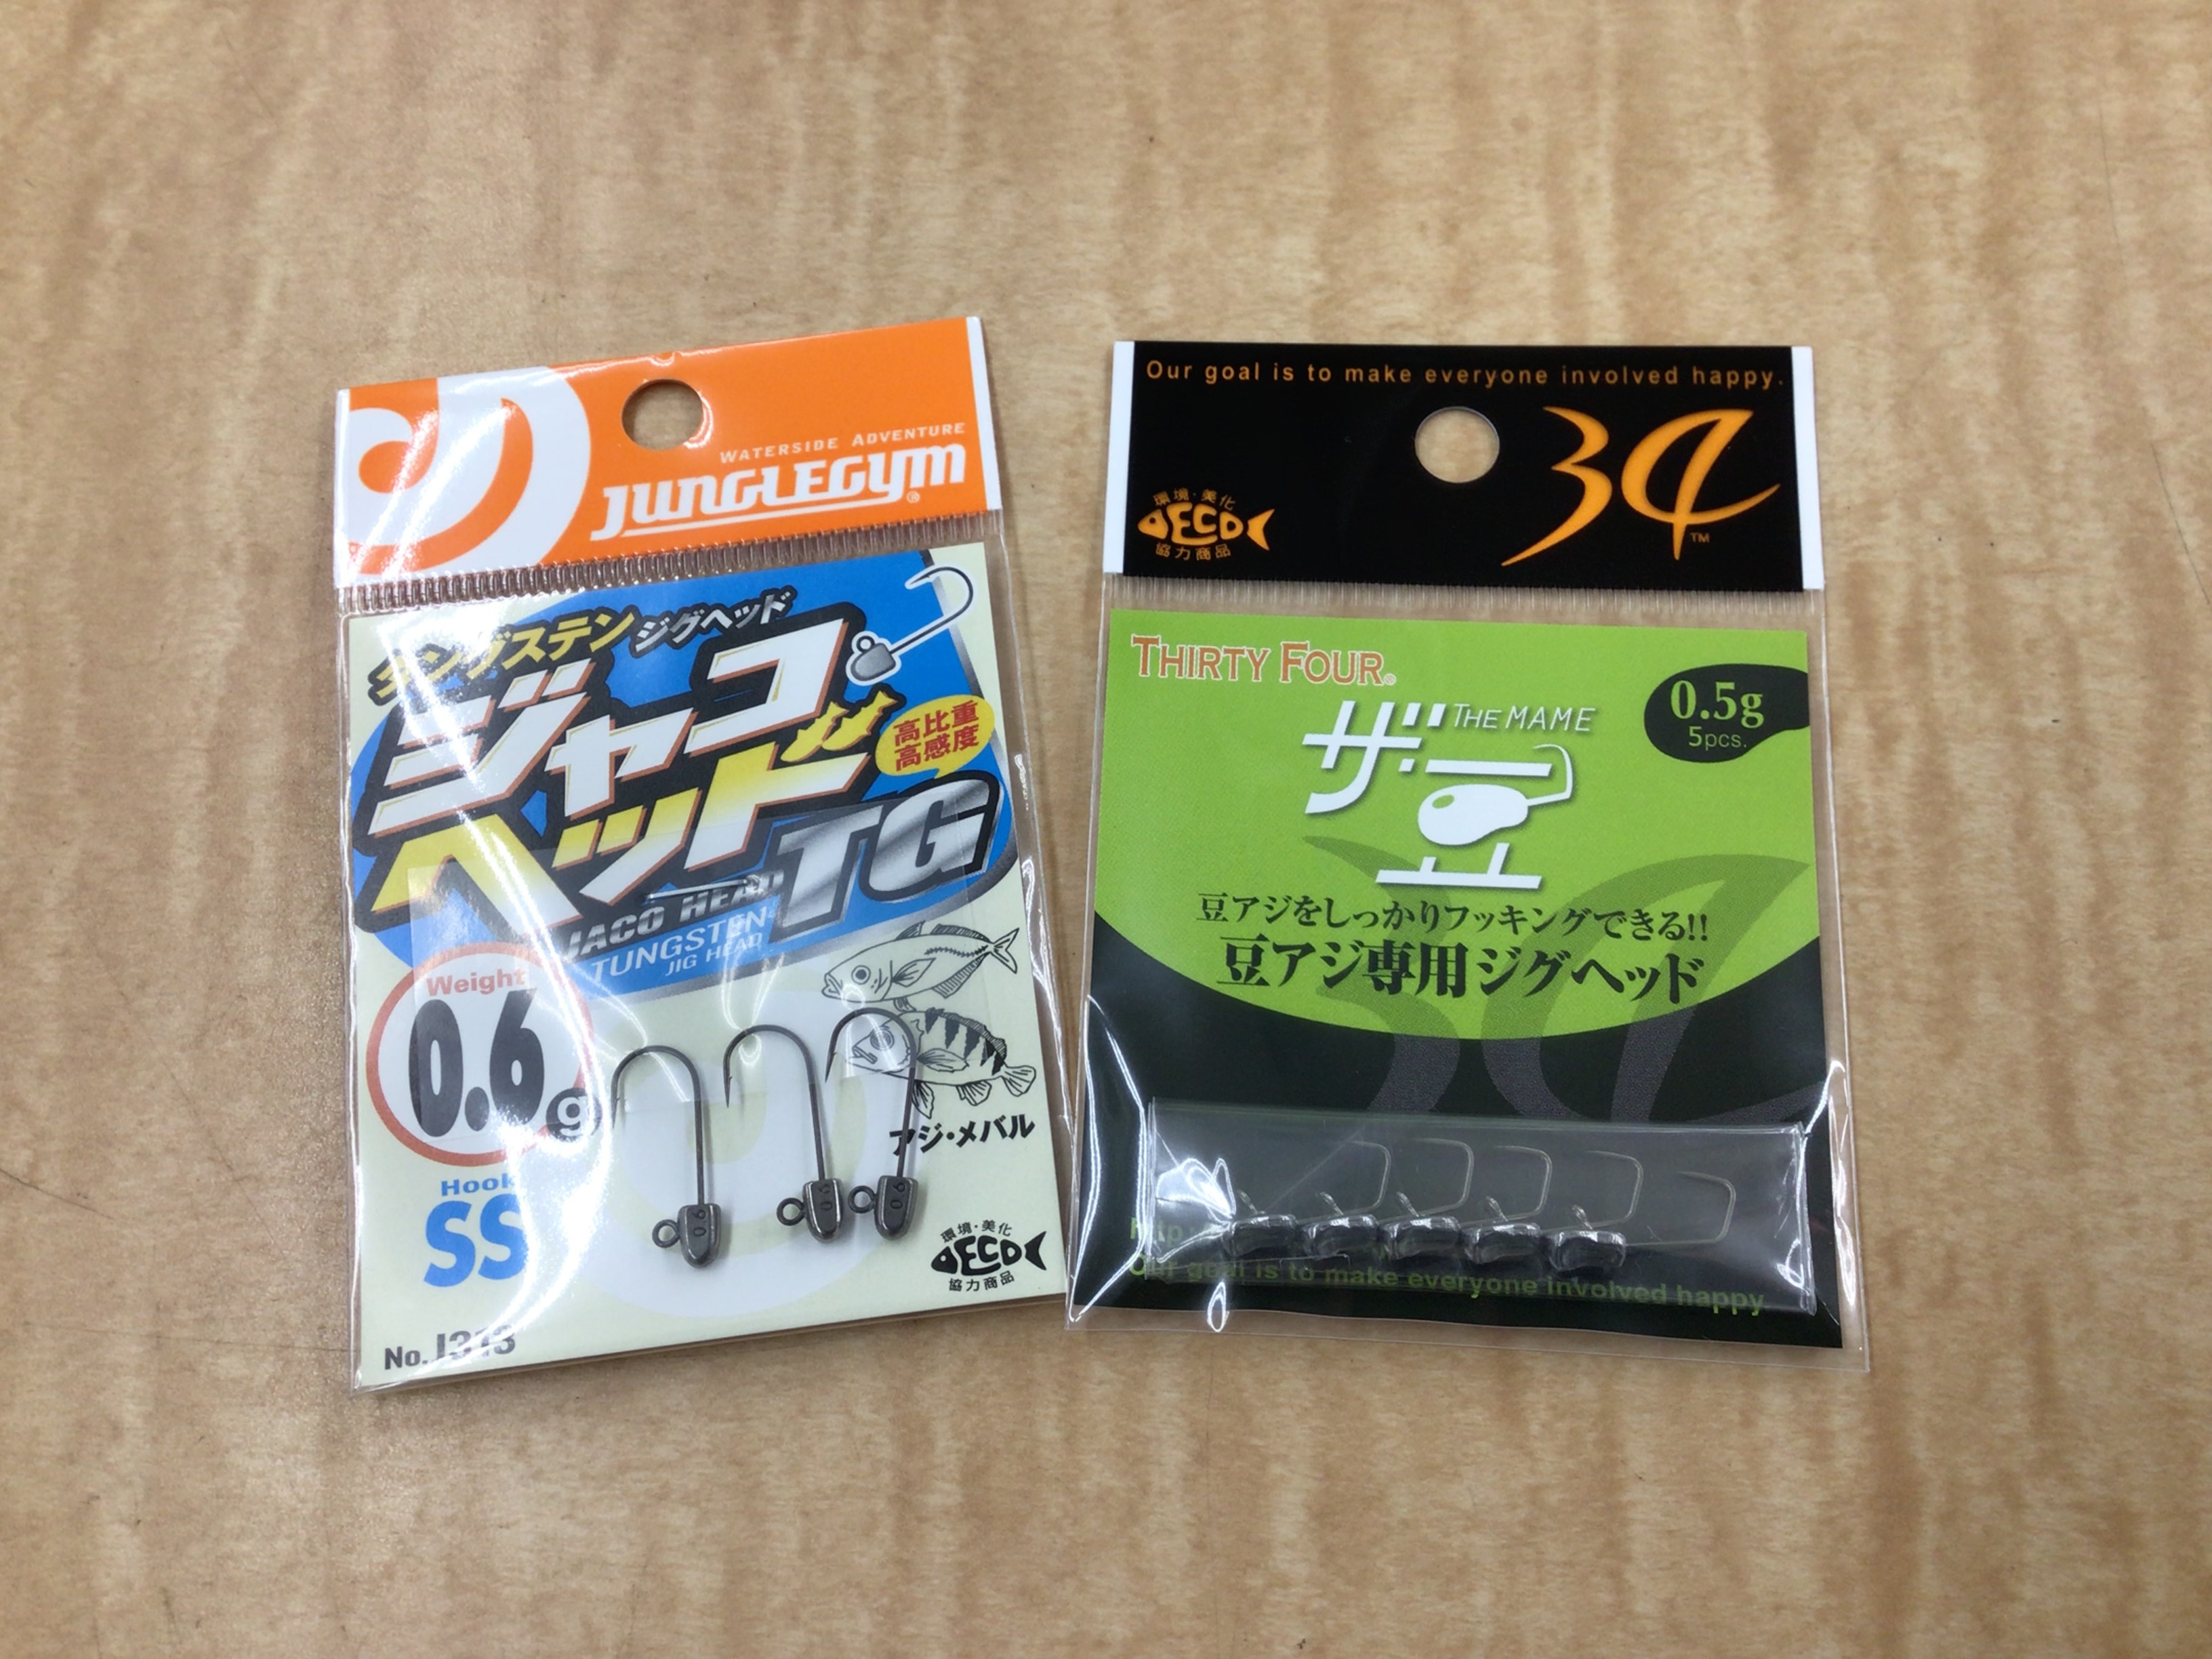 WATERSIDE ADVENTURE
JUNGLEGYM®
タングステンジグヘッド
ジャコ
ヘッド
TG
高比重
高感度
JACO HEAD
TUNGSTEN
JIG HEAD
Weight
0.6g
Hook
SS
アジ・メバル
環境・美化
ECO
協力商品
No.J313
Our goal is to make everyone involved happy.
34™
環境・美化
ECO
協力商品
THIRTY FOUR®
0.5g
5pcs.
ザ・豆
THE MAME
豆アジをしっかりフッキングできる!!
豆アジ専用ジグヘッド
Our goal is to make everyone involved happy.